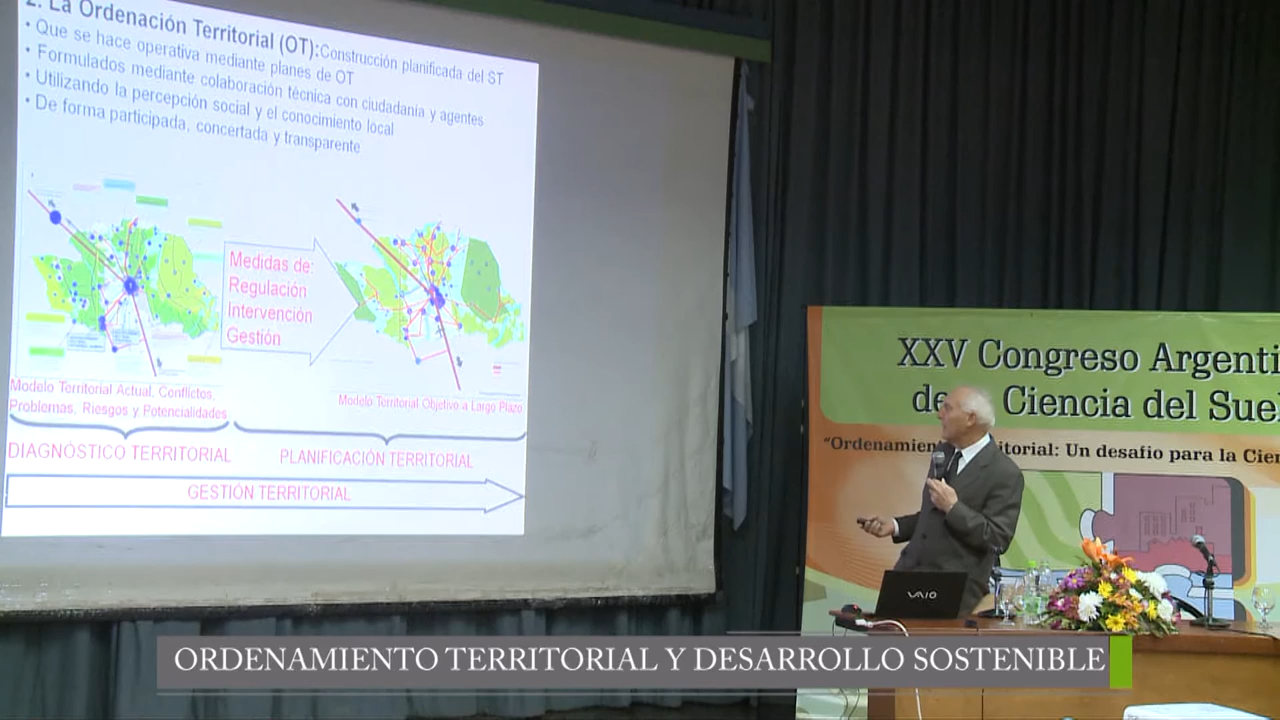 2. La Ordenación Territorial (OT):Construcción planificada del ST
• Que se hace operativa mediante planes de OT
• Formulados mediante colaboración técnica con ciudadanía y agentes
• Utilizando la percepción social y el conocimiento local
• De forma participada, concertada y transparente
Medidas de:
Regulación
Intervención
Gestión
Modelo Territorial Actual, Conflictos,
Problemas, Riesgos y Potencialidades
Modelo Territorial Objetivo a Largo Plazo
DIAGNÓSTICO TERRITORIAL
PLANIFICACIÓN TERRITORIAL
GESTIÓN TERRITORIAL
XXV Congreso Argenti
de Ciencia del Sue
"Ordenamien itorial: Un desafio para la Cien
VAIO
ORDENAMIENTO TERRITORIAL Y DESARROLLO SOSTENIBLE